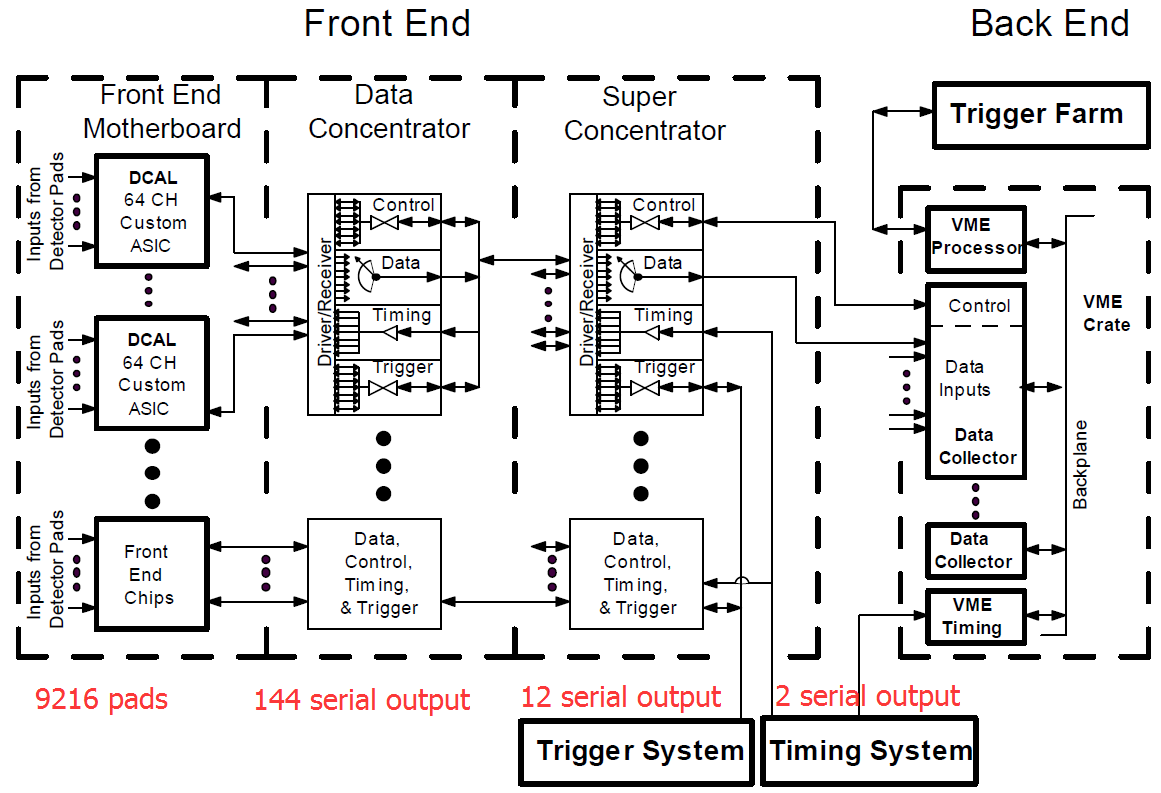 Front End
Back End
Front End
Motherboard
Data
Concentrator
Super
Concentrator
Trigger Farm
Inputs from
Detector Pads
DCAL
64 CH
Custom
ASIC
Inputs from
Detector Pads
DCAL
64 CH
Custom
ASIC
Inputs from
Detector Pads
Front
End
Chips
Driver/Receiver
Control
Data
Timing
Trigger
Data,
Control,
Timing,
& Trigger
Driver/Receiver
Control
Data
Timing
Trigger
Data,
Control,
Timing,
& Trigger
VME
Processor
Control
Data
Inputs
Data
Collector
Data
Collector
VME
Timing
Backplane
VME
Crate
9216 pads
144 serial output
12 serial output
2 serial output
Trigger System
Timing System